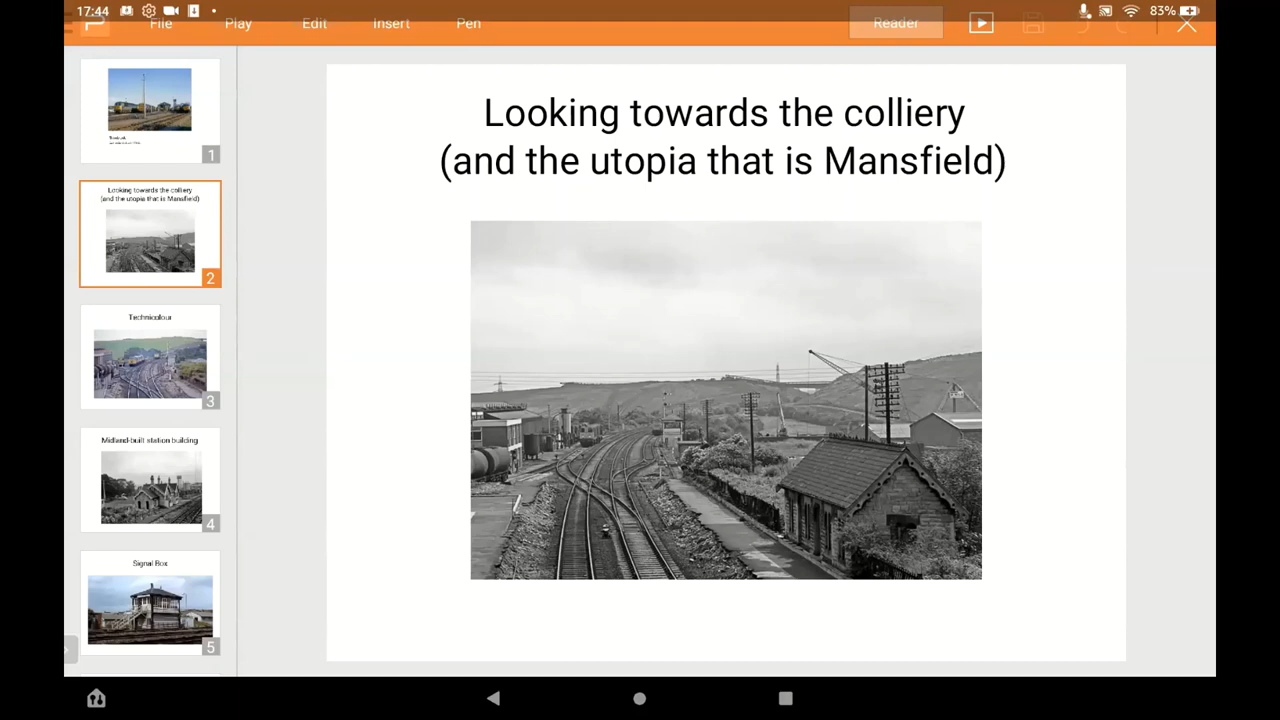 17:44
83%
File
Play
Edit
Insert
Pen
Reader
1
Looking towards the colliery
(and the utopia that is Mansfield)
2
Technicolour
3
Midland-built station building
4
Signal Box
5
Looking towards the colliery
(and the utopia that is Mansfield)